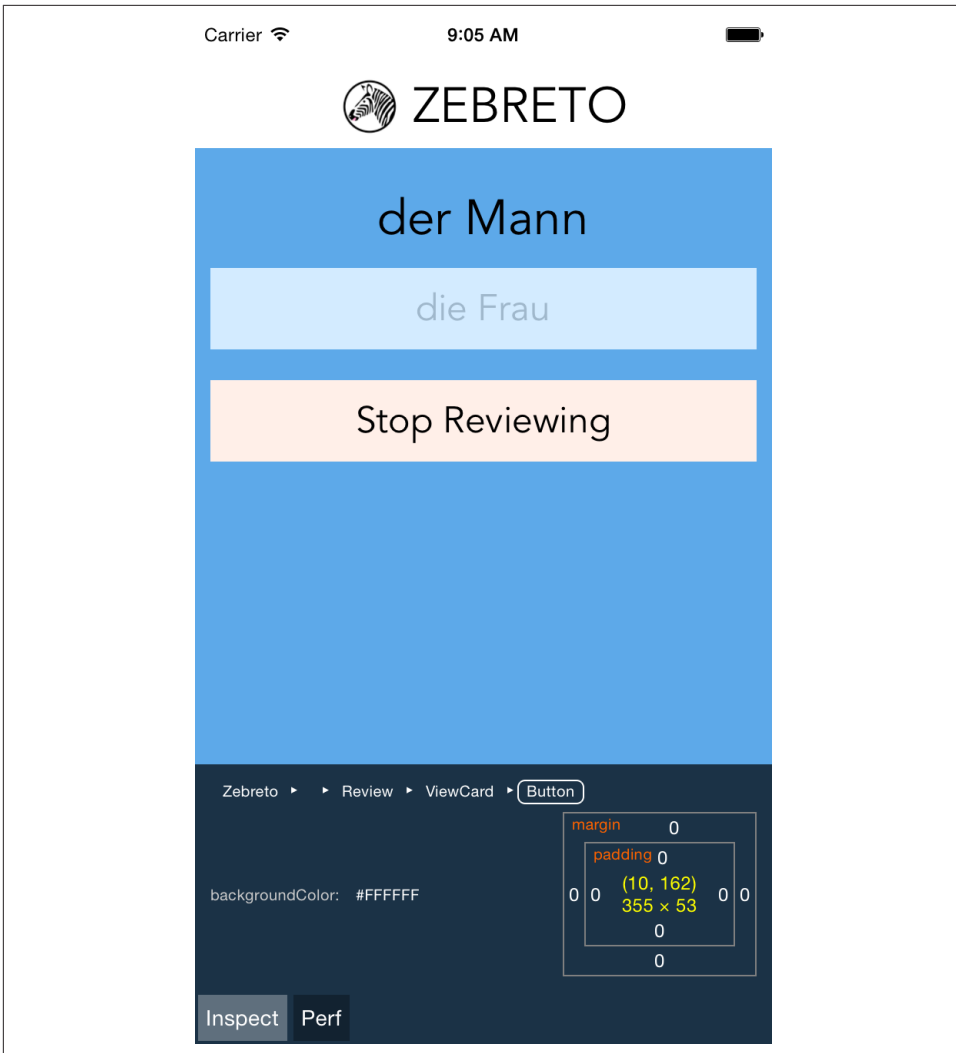 Carrier 9:05 AM
ZEBRETO
der Mann
die Frau
Stop Reviewing
Zebreto ▸ ▸ Review ▸ ViewCard ▸ Button
margin 0
padding 0
(10, 162)
backgroundColor: #FFFFFF 0 0 355 × 53 0 0
0
0
Inspect Perf